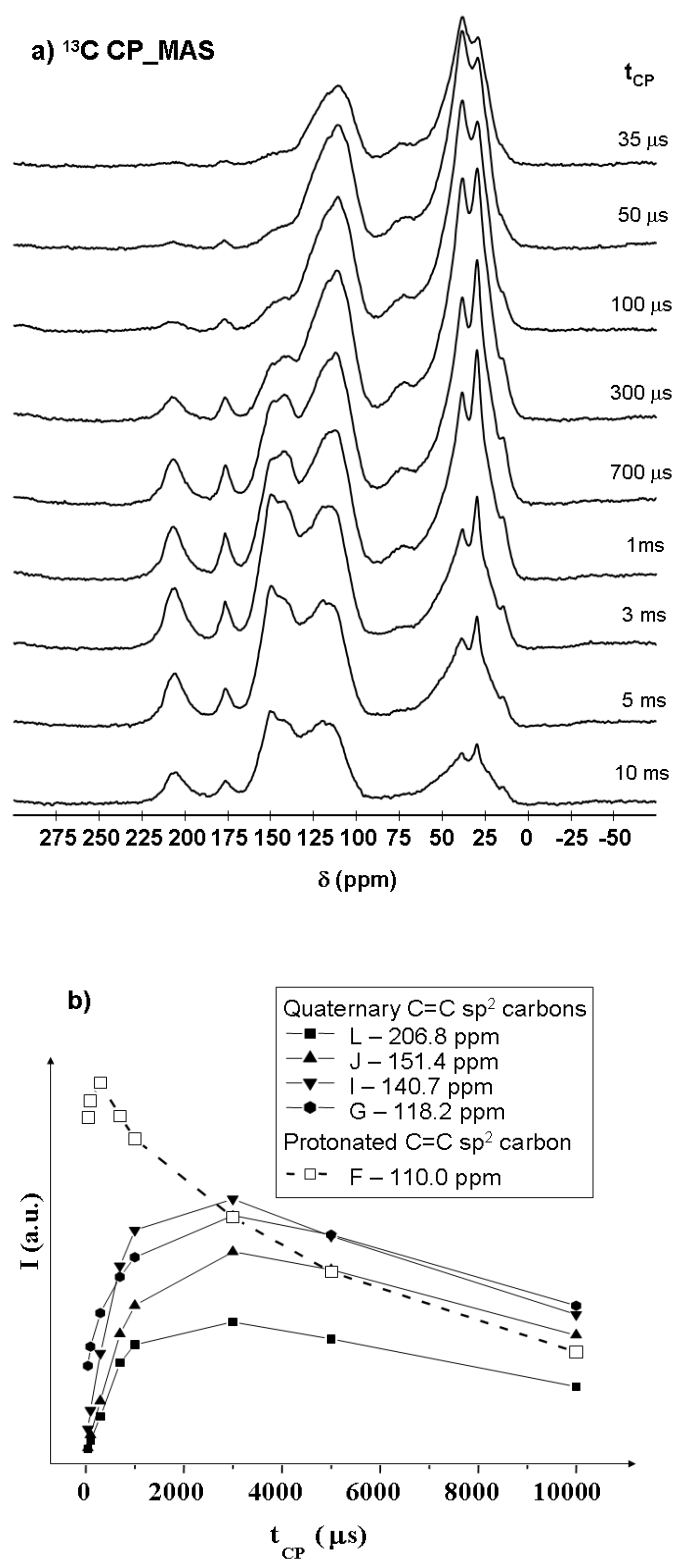 a) ¹³C CP_MAS
t_CP
35 μs
50 μs
100 μs
300 μs
700 μs
1ms
3 ms
5 ms
10 ms
275 250 225 200 175 150 125 100 75 50 25 0 -25 -50
δ (ppm)
b)
Quaternary C=C sp² carbons
L – 206.8 ppm
J – 151.4 ppm
I – 140.7 ppm
G – 118.2 ppm
Protonated C=C sp² carbon
F – 110.0 ppm
I (a.u.)
0 2000 4000 6000 8000 10000
t_CP (μs)